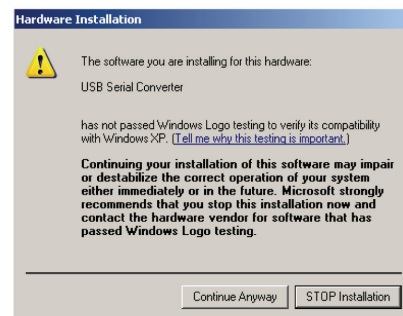 Hardware Installation
The software you are installing for this hardware:
USB Serial Converter
has not passed Windows Logo testing to verify its compatibility
with Windows XP. (Tell me why this testing is important.)
Continuing your installation of this software may impair
or destabilize the correct operation of your system
either immediately or in the future. Microsoft strongly
recommends that you stop this installation now and
contact the hardware vendor for software that has
passed Windows Logo testing.
Continue Anyway
STOP Installation